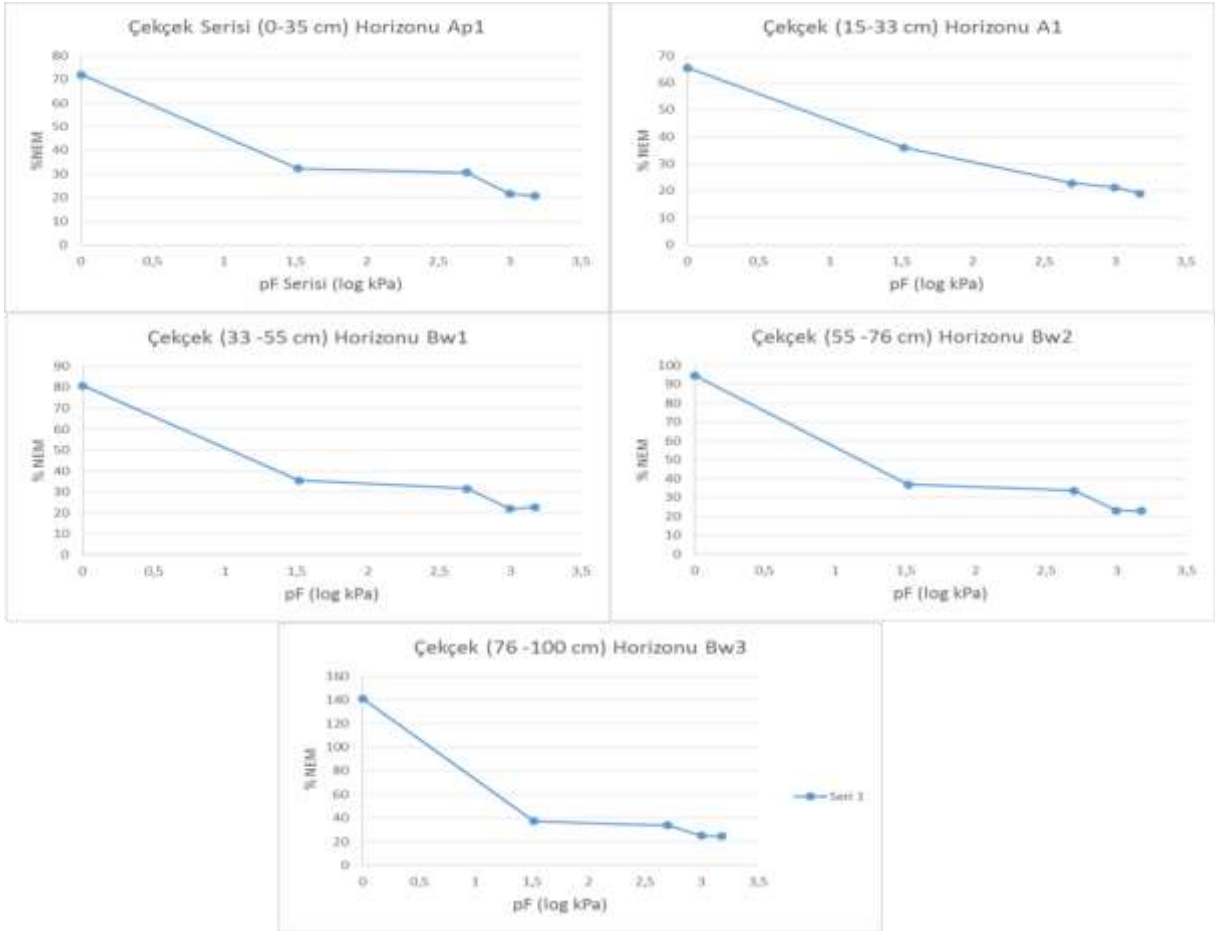 Çekçek Serisi (0-35 cm) Horizonu Ap1
80
70
60
50
40
30
20
10
0
%NEM
0 0,5 1 1,5 2 2,5 3 3,5
pF Serisi (log kPa)
Çekçek (15-33 cm) Horizonu A1
70
60
50
40
30
20
10
0
% NEM
0 1 2 3 4
pF (log kPa)
Çekçek (33 -55 cm) Horizonu Bw1
90
80
70
60
50
40
30
20
10
0
% NEM
0 0,5 1 1,5 2 2,5 3 3,5
pF (log kPa)
Çekçek (55 -76 cm) Horizonu Bw2
100
90
80
70
60
50
40
30
20
10
0
% NEM
0 0,5 1 1,5 2 2,5 3 3,5
pF (log kPa)
Çekçek (76 -100 cm) Horizonu Bw3
160
140
120
100
80
60
40
20
0
% NEM
0 0,5 1 1,5 2 2,5 3 3,5
pF (log kPa)
Seri 1